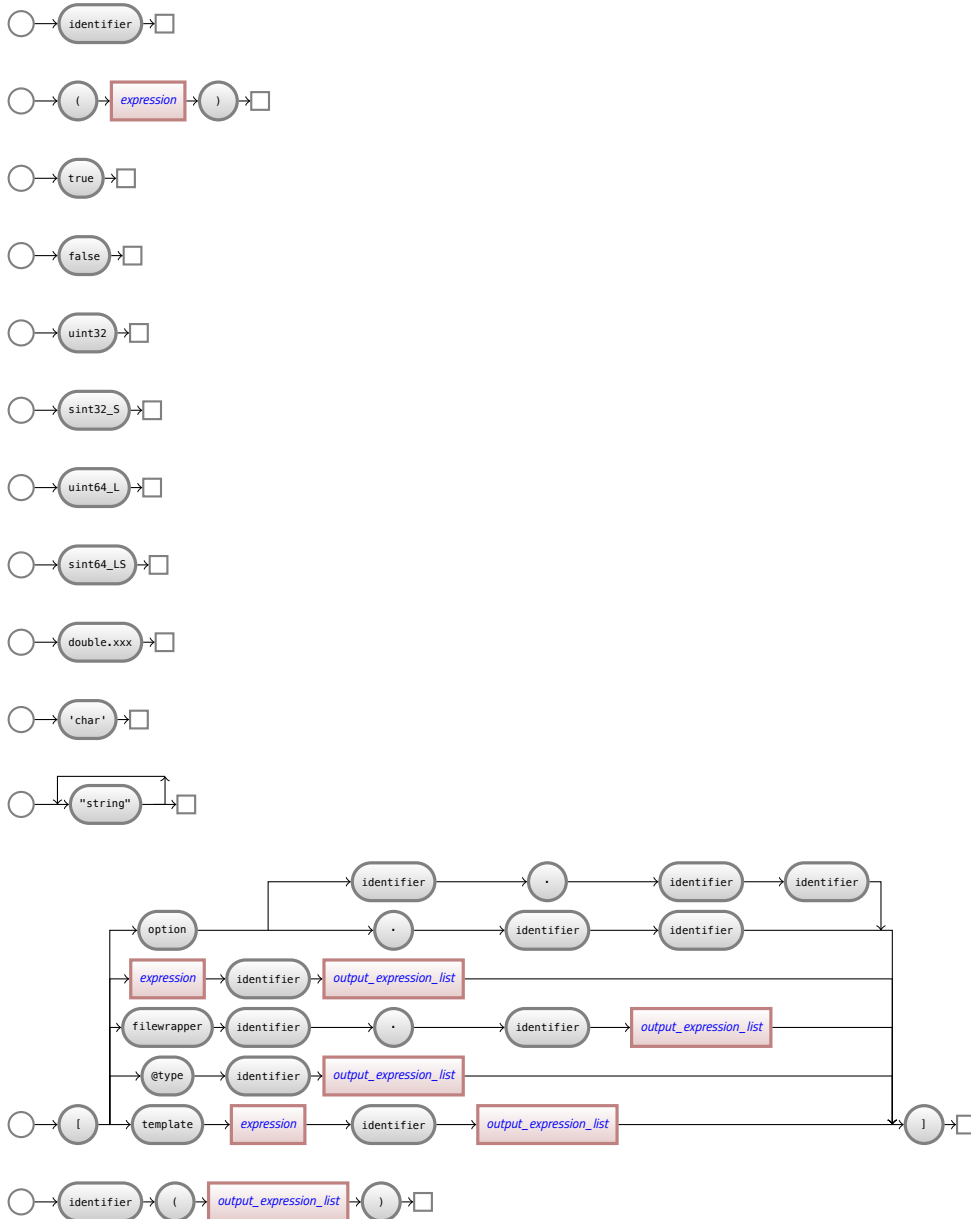 identifier
( expression )
true
false
uint32
sint32_S
uint64_L
sint64_LS
double.xxx
'char'
"string"
identifier . identifier identifier
option . identifier identifier
expression identifier output_expression_list
filewrapper identifier . identifier output_expression_list
@type identifier output_expression_list
[ template expression identifier output_expression_list ]
identifier ( output_expression_list )